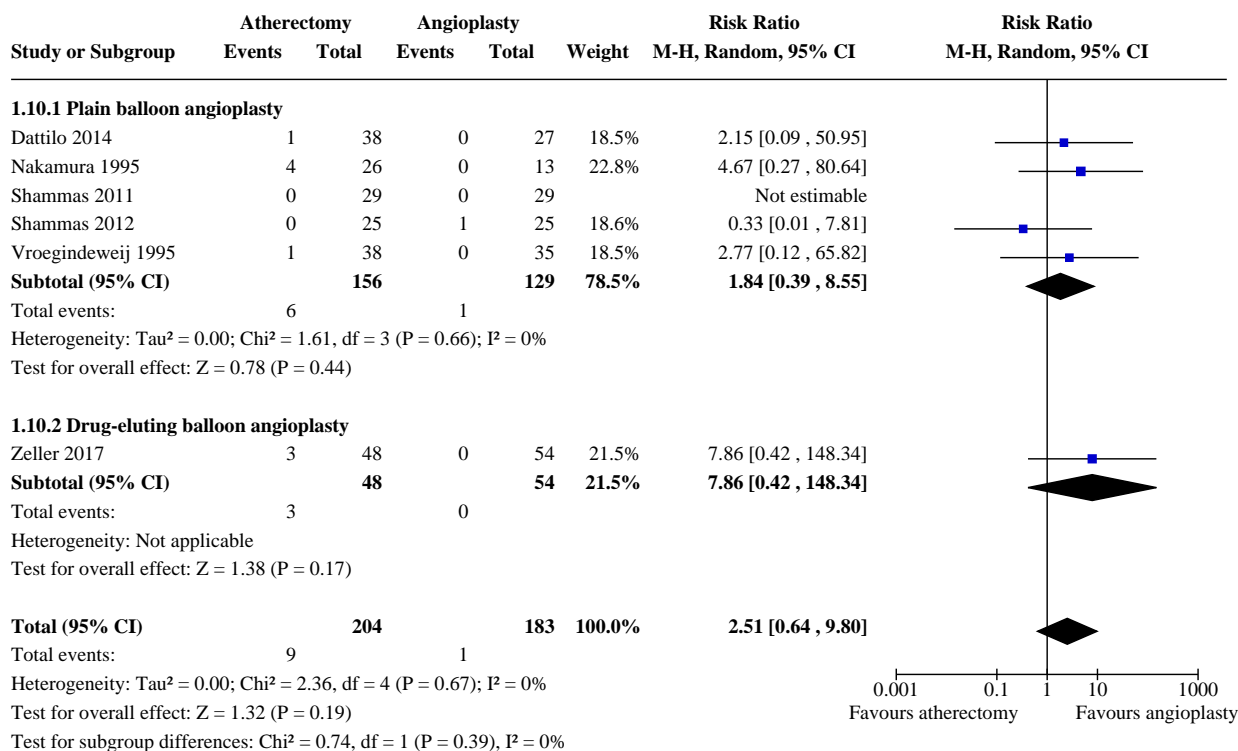 Atherectomy Angioplasty Risk Ratio Risk Ratio
Study or Subgroup Events Total Events Total Weight M-H, Random, 95% CI M-H, Random, 95% CI
1.10.1 Plain balloon angioplasty
Dattilo 2014 1 38 0 27 18.5% 2.15 [0.09 , 50.95]
Nakamura 1995 4 26 0 13 22.8% 4.67 [0.27 , 80.64]
Shammas 2011 0 29 0 29 Not estimable
Shammas 2012 0 25 1 25 18.6% 0.33 [0.01 , 7.81]
Vroegindeweij 1995 1 38 0 35 18.5% 2.77 [0.12 , 65.82]
Subtotal (95% CI) 156 129 78.5% 1.84 [0.39 , 8.55]
Total events: 6 1
Heterogeneity: Tau² = 0.00; Chi² = 1.61, df = 3 (P = 0.66); I² = 0%
Test for overall effect: Z = 0.78 (P = 0.44)
1.10.2 Drug-eluting balloon angioplasty
Zeller 2017 3 48 0 54 21.5% 7.86 [0.42 , 148.34]
Subtotal (95% CI) 48 54 21.5% 7.86 [0.42 , 148.34]
Total events: 3 0
Heterogeneity: Not applicable
Test for overall effect: Z = 1.38 (P = 0.17)
Total (95% CI) 204 183 100.0% 2.51 [0.64 , 9.80]
Total events: 9 1
Heterogeneity: Tau² = 0.00; Chi² = 2.36, df = 4 (P = 0.67); I² = 0%
0.001 0.1 1 10 1000
Test for overall effect: Z = 1.32 (P = 0.19) Favours atherectomy Favours angioplasty
Test for subgroup differences: Chi² = 0.74, df = 1 (P = 0.39), I² = 0%